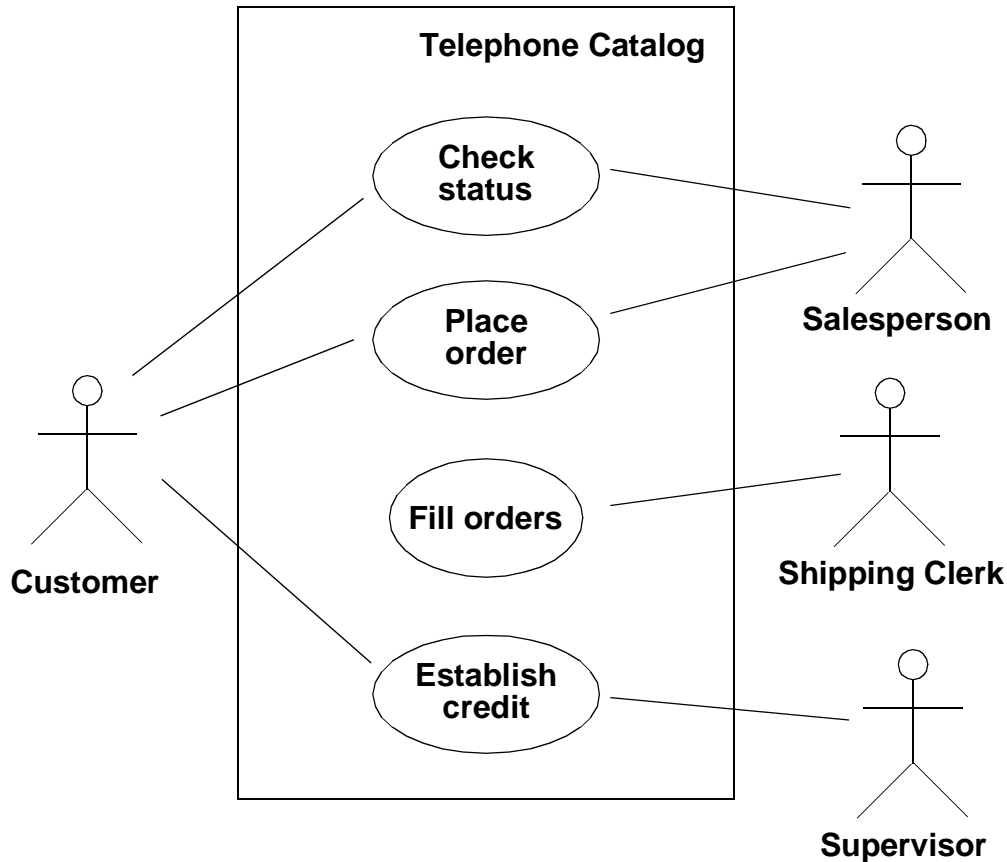 Telephone Catalog
Check
status
Place
order
Salesperson
Fill orders
Customer
Shipping Clerk
Establish
credit
Supervisor